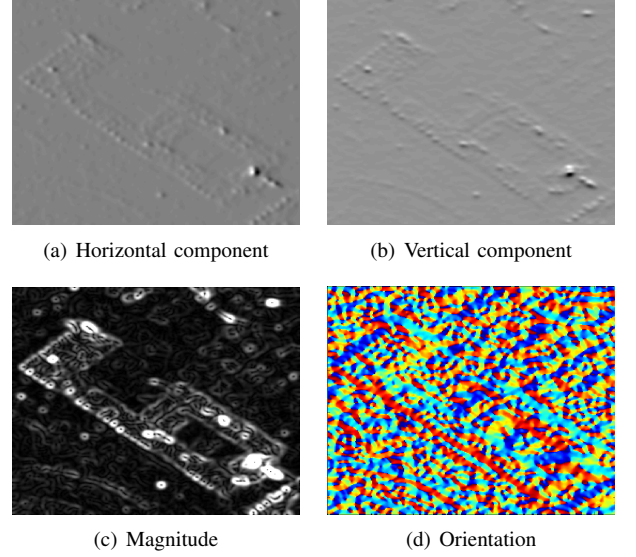 (a) Horizontal component
(b) Vertical component
(c) Magnitude
(d) Orientation